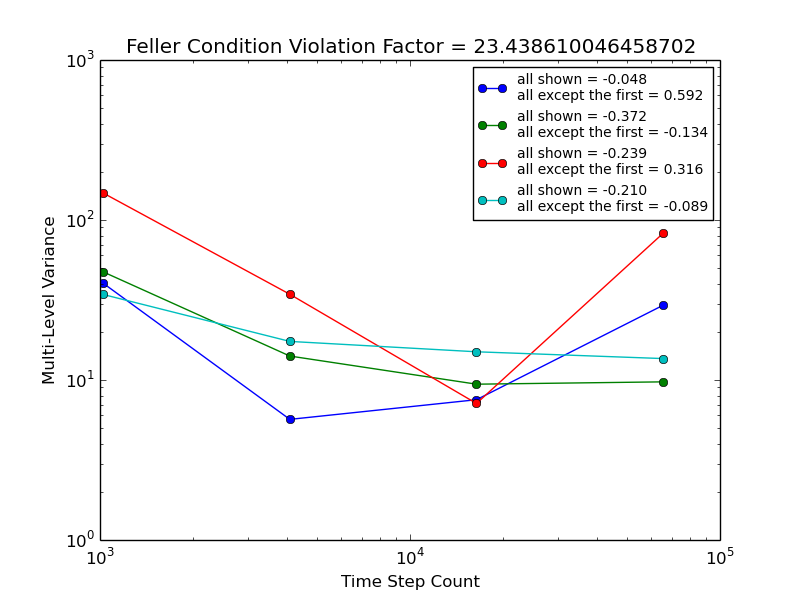 Feller Condition Violation Factor = 23.438610046458702
all shown = -0.048
all except the first = 0.592
all shown = -0.372
all except the first = -0.134
all shown = -0.239
all except the first = 0.316
all shown = -0.210
all except the first = -0.089
Multi-Level Variance
10³
10²
10¹
10⁰
10³ 10⁴ 10⁵
Time Step Count